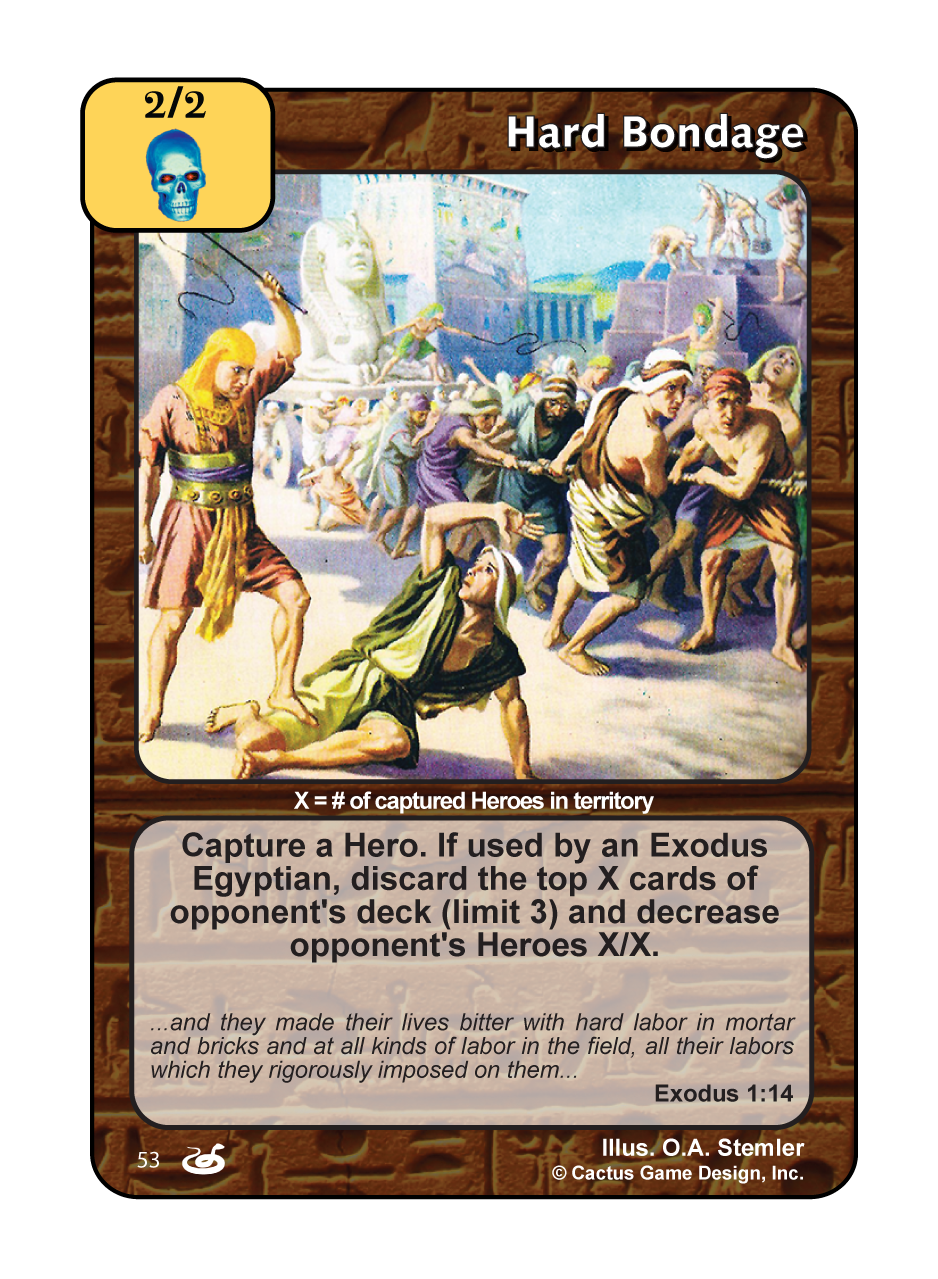 2/2
Hard Bondage
X = # of captured Heroes in territory
Capture a Hero. If used by an Exodus
Egyptian, discard the top X cards of
opponent's deck (limit 3) and decrease
opponent's Heroes X/X.
...and they made their lives bitter with hard labor in mortar
and bricks and at all kinds of labor in the field, all their labors
which they rigorously imposed on them...
Exodus 1:14
53
Illus. O.A. Stemler
© Cactus Game Design, Inc.